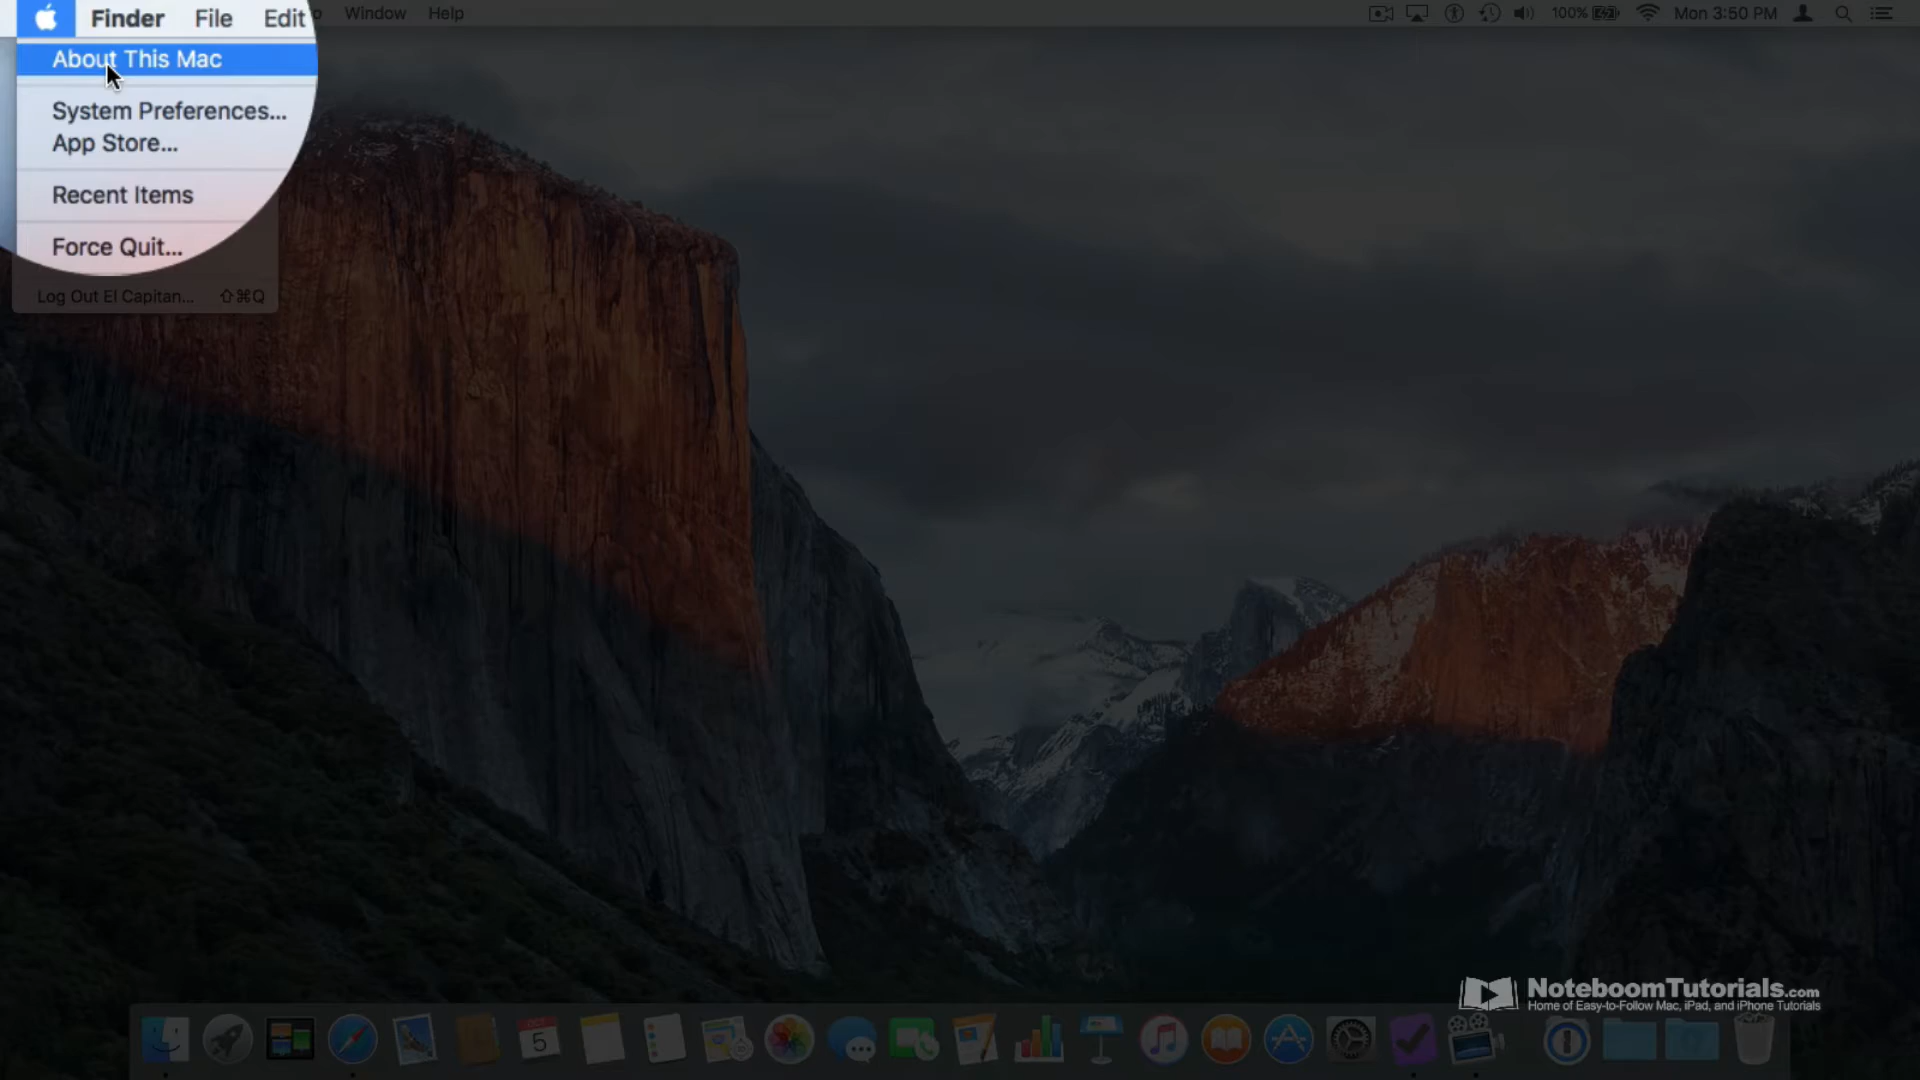 Finder File Edit Window Help 100% Mon 3:50 PM
About This Mac
System Preferences...
App Store...
Recent Items
Force Quit...
Log Out El Capitan... ⇧⌘Q
NoteboomTutorials.com
Home of Easy-to-Follow Mac, iPad, and iPhone Tutorials
OCT
5